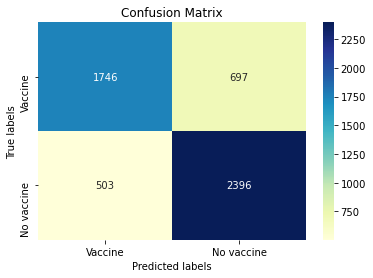 Confusion Matrix
True labels
Vaccine
No vaccine
1746 697
503 2396
Vaccine No vaccine
Predicted labels
2250
2000
1750
1500
1250
1000
750